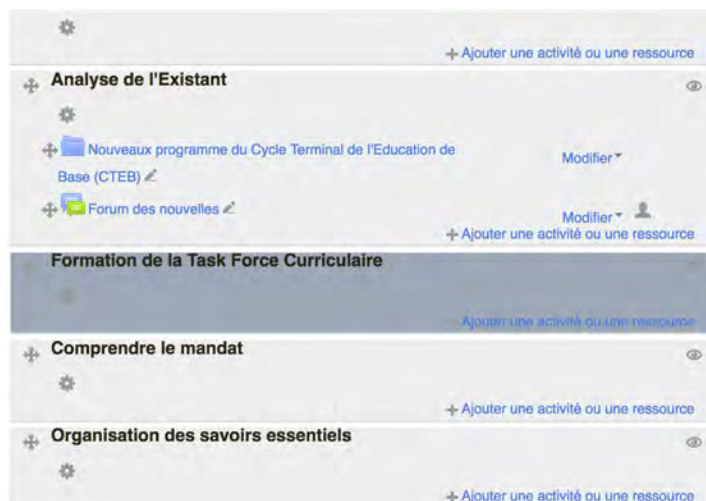 Ajouter une activité ou une ressource
Analyse de l'Existant
Nouveaux programme du Cycle Terminal de l'Education de
Base (CTEB)
Modifier
Forum des nouvelles
Modifier
Ajouter une activité ou une ressource
Formation de la Task Force Curriculaire
Ajouter une activité ou une ressource
Comprendre le mandat
Ajouter une activité ou une ressource
Organisation des savoirs essentiels
Ajouter une activité ou une ressource